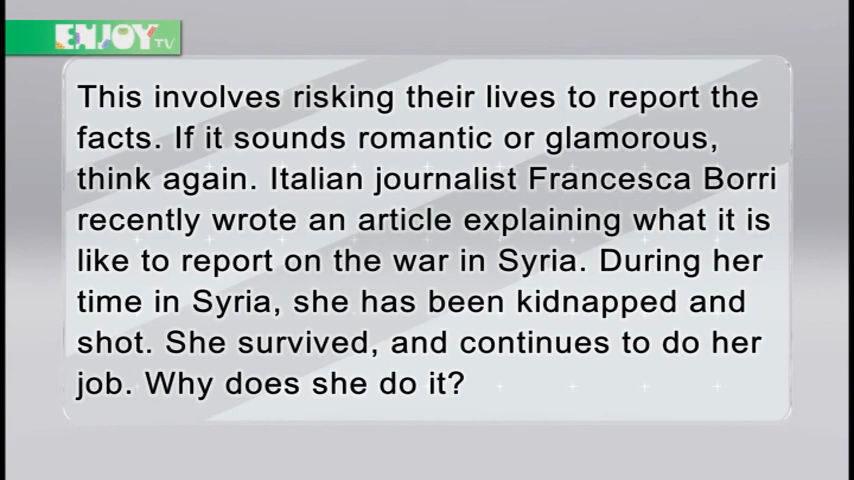 ENJOY TV
This involves risking their lives to report the
facts. If it sounds romantic or glamorous,
think again. Italian journalist Francesca Borri
recently wrote an article explaining what it is
like to report on the war in Syria. During her
time in Syria, she has been kidnapped and
shot. She survived, and continues to do her
job. Why does she do it?